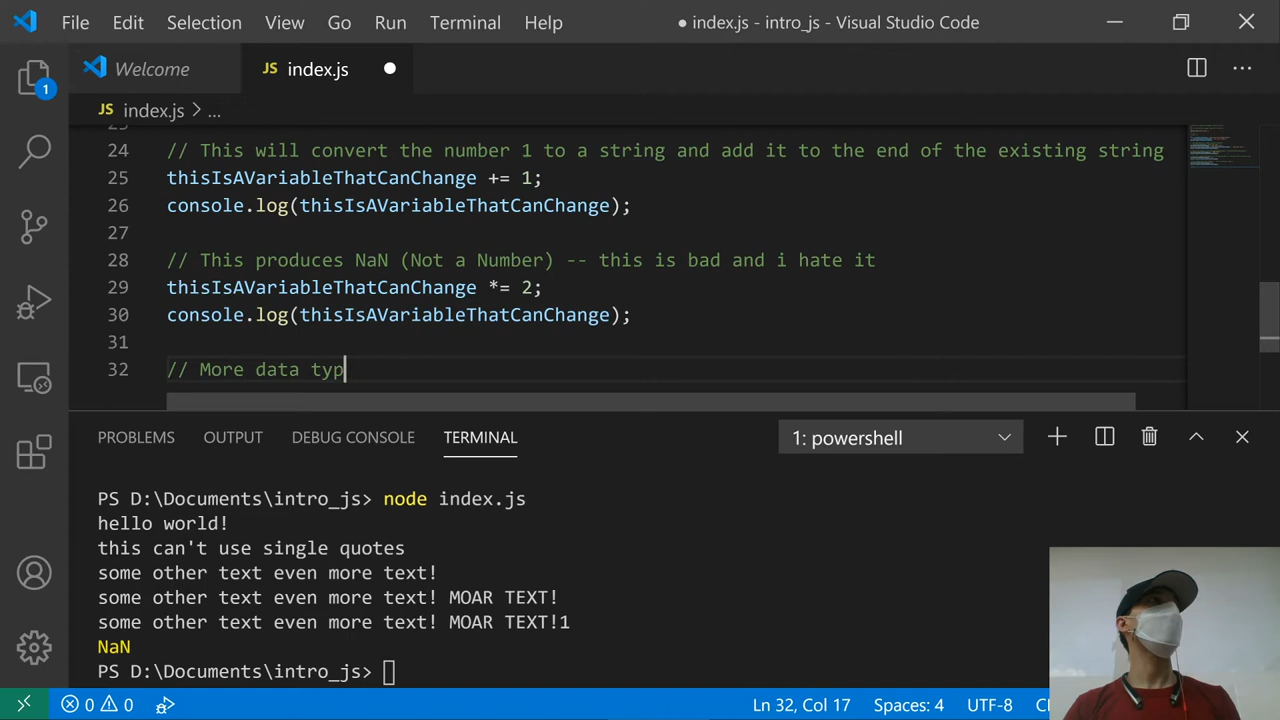 File Edit Selection View Go Run Terminal Help ● index.js - intro_js - Visual Studio Code
Welcome JS index.js
1
JS index.js > ...
24 // This will convert the number 1 to a string and add it to the end of the existing string
25 thisIsAVariableThatCanChange += 1;
26 console.log(thisIsAVariableThatCanChange);
27
28 // This produces NaN (Not a Number) -- this is bad and i hate it
29 thisIsAVariableThatCanChange *= 2;
30 console.log(thisIsAVariableThatCanChange);
31
32 // More data typ
PROBLEMS OUTPUT DEBUG CONSOLE TERMINAL 1: powershell
PS D:\Documents\intro_js> node index.js
hello world!
this can't use single quotes
some other text even more text!
some other text even more text! MOAR TEXT!
some other text even more text! MOAR TEXT!1
NaN
PS D:\Documents\intro_js>
0 0 Ln 32, Col 17 Spaces: 4 UTF-8